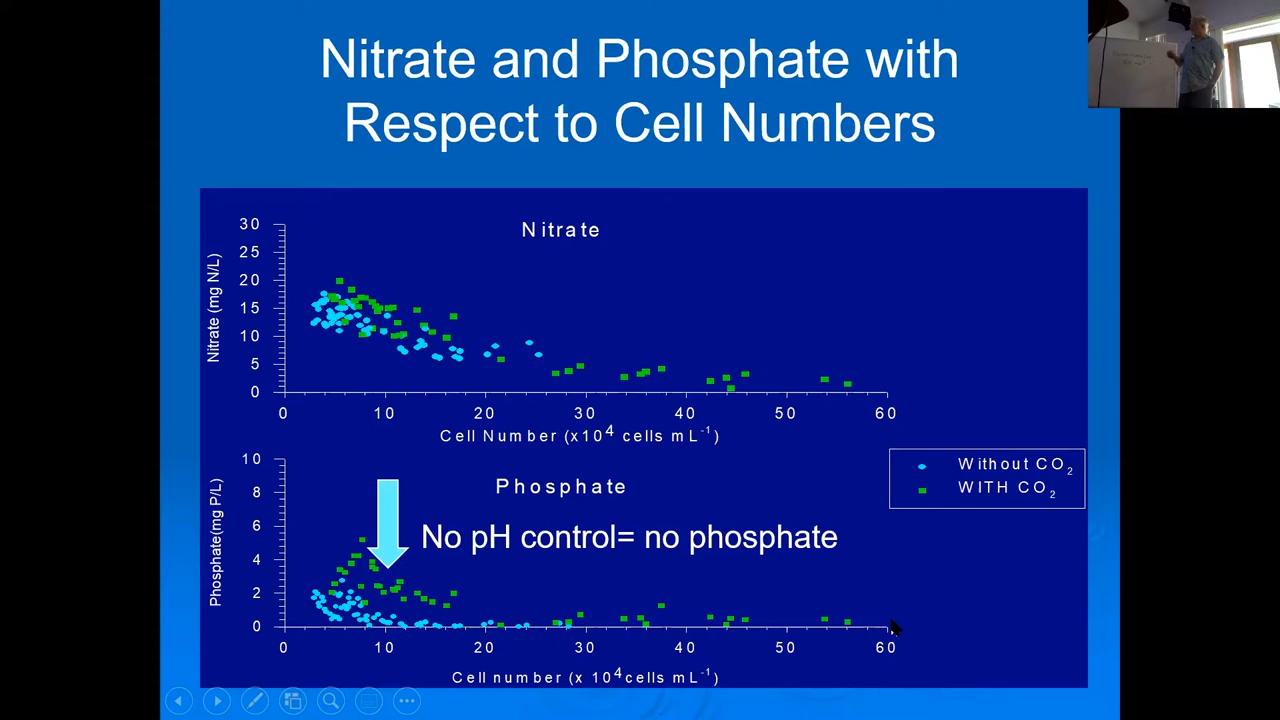 Nitrate and Phosphate with
Respect to Cell Numbers
Nitrate
30
25
20
15
10
5
0
Nitrate (mg N/L)
0 10 20 30 40 50 60
Cell Number (x10⁴ cells mL⁻¹)
Phosphate
10
8
6
4
2
0
Phosphate(mg P/L)
No pH control= no phosphate
0 10 20 30 40 50 60
Cell number (x 10⁴cells mL⁻¹)
Without CO₂
WITH CO₂